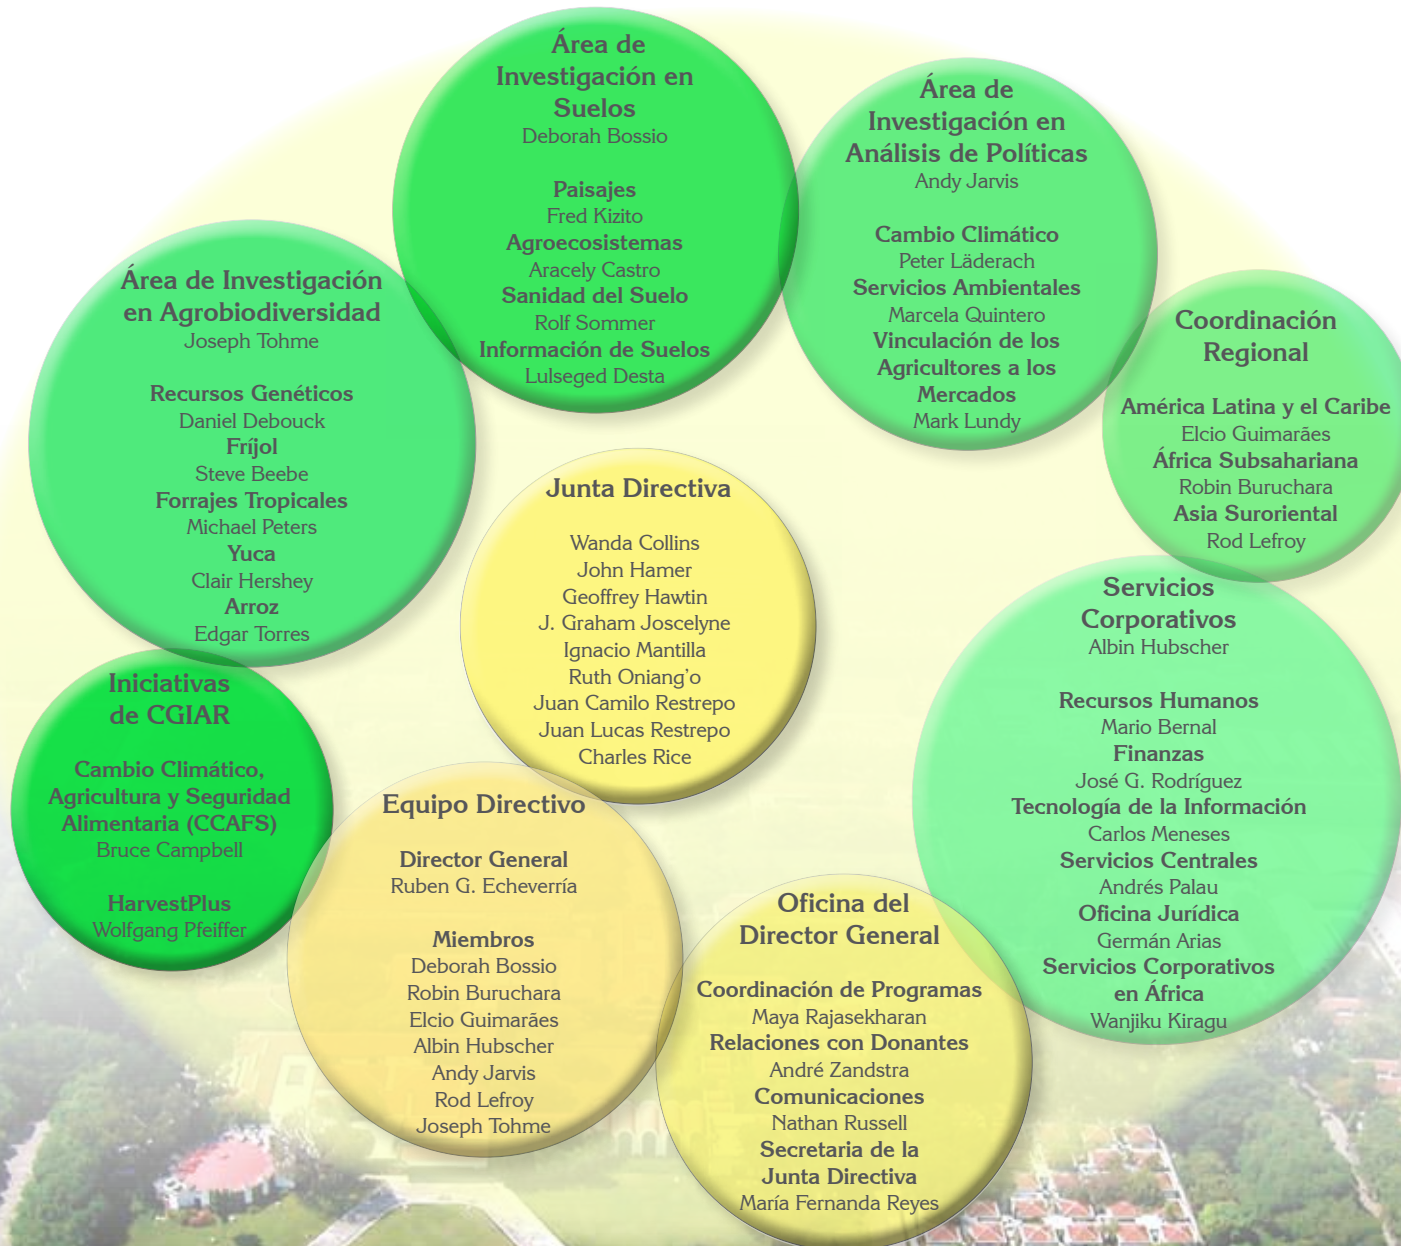 Área de
Investigación en
Suelos
Deborah Bossio
Paisajes
Fred Kizito
Agroecosistemas
Aracely Castro
Sanidad del Suelo
Rolf Sommer
Información de Suelos
Lulseged Desta
Área de
Investigación en
Análisis de Políticas
Andy Jarvis
Cambio Climático
Peter Läderach
Servicios Ambientales
Marcela Quintero
Vinculación de los
Agricultores a los
Mercados
Mark Lundy
Área de Investigación
en Agrobiodiversidad
Joseph Tohme
Recursos Genéticos
Daniel Debouck
Fríjol
Steve Beebe
Forrajes Tropicales
Michael Peters
Yuca
Clair Hershey
Arroz
Edgar Torres
Coordinación
Regional
América Latina y el Caribe
Elcio Guimarães
África Subsahariana
Robin Buruchara
Asia Suroriental
Rod Lefroy
Junta Directiva
Wanda Collins
John Hamer
Geoffrey Hawtin
J. Graham Joscelyne
Ignacio Mantilla
Ruth Oniang’o
Juan Camilo Restrepo
Juan Lucas Restrepo
Charles Rice
Servicios
Corporativos
Albin Hubscher
Recursos Humanos
Mario Bernal
Finanzas
José G. Rodríguez
Tecnología de la Información
Carlos Meneses
Servicios Centrales
Andrés Palau
Oficina Jurídica
Germán Arias
Servicios Corporativos
en África
Wanjiku Kiragu
Iniciativas
de CGIAR
Cambio Climático,
Agricultura y Seguridad
Alimentaria (CCAFS)
Bruce Campbell
HarvestPlus
Wolfgang Pfeiffer
Equipo Directivo
Director General
Ruben G. Echeverría
Miembros
Deborah Bossio
Robin Buruchara
Elcio Guimarães
Albin Hubscher
Andy Jarvis
Rod Lefroy
Joseph Tohme
Oficina del
Director General
Coordinación de Programas
Maya Rajasekharan
Relaciones con Donantes
André Zandstra
Comunicaciones
Nathan Russell
Secretaria de la
Junta Directiva
María Fernanda Reyes